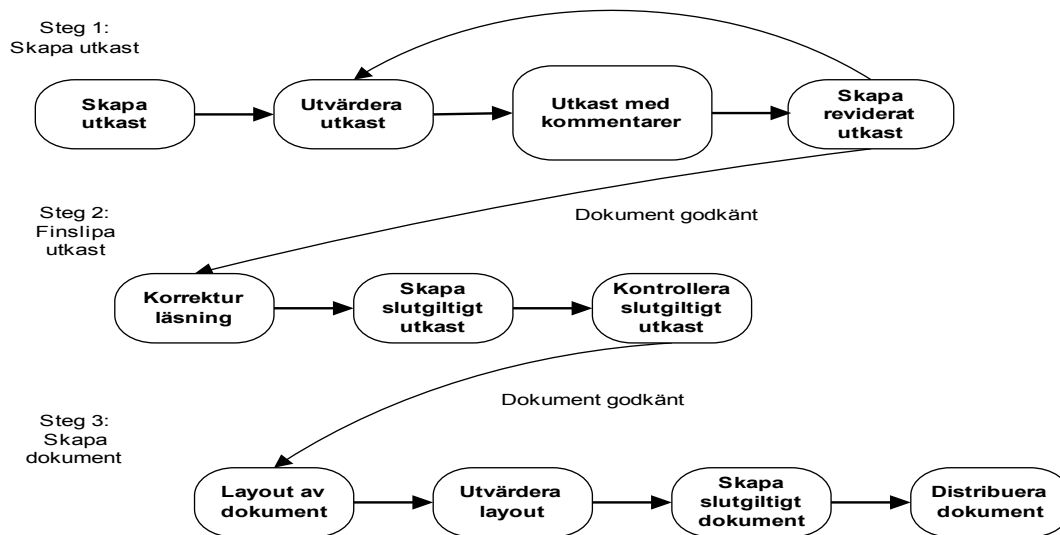 Steg 1:
Skapa utkast
Skapa
utkast
Utvärdera
utkast
Utkast med
kommentarer
Skapa
reviderat
utkast
Steg 2:
Finslipa
utkast
Dokument godkänt
Korrektur
läsning
Skapa
slutgiltigt
utkast
Kontrollera
slutgiltigt
utkast
Steg 3:
Skapa
dokument
Dokument godkänt
Layout av
dokument
Utvärdera
layout
Skapa
slutgiltigt
dokument
Distribuera
dokument